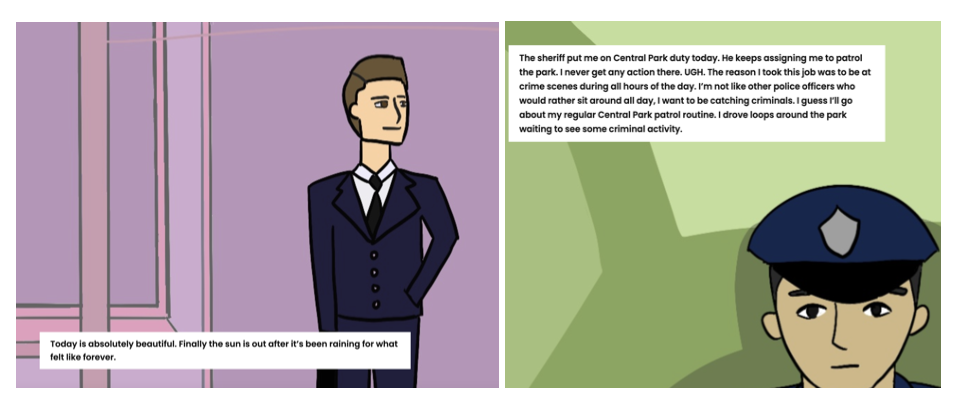 Today is absolutely beautiful. Finally the sun is out after it's been raining for what
felt like forever.
The sheriff put me on Central Park duty today. He keeps assigning me to patrol
the park. I never get any action there. UGH. The reason I took this job was to be at
crime scenes during all hours of the day. I'm not like other police officers who
would rather sit around all day, I want to be catching criminals. I guess I'll go
about my regular Central Park patrol routine. I drove loops around the park
waiting to see some criminal activity.